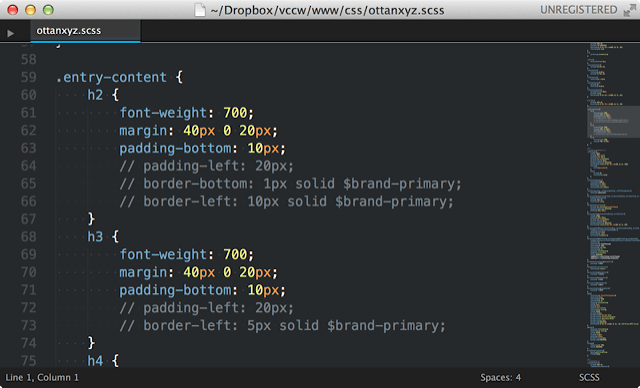 ~/Dropbox/vccw/www/css/ottanxyz.scss
UNREGISTERED
ottanxyz.scss
58
59 .entry-content {
60 h2 {
61 font-weight: 700;
62 margin: 40px 0 20px;
63 padding-bottom: 10px;
64 // padding-left: 20px;
65 // border-bottom: 1px solid $brand-primary;
66 // border-left: 10px solid $brand-primary;
67 }
68 h3 {
69 font-weight: 700;
70 margin: 40px 0 20px;
71 padding-bottom: 10px;
72 // padding-left: 20px;
73 // border-left: 5px solid $brand-primary;
74 }
75 h4 {
Line 1, Column 1
Spaces: 4
SCSS